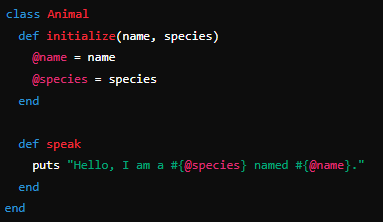 class Animal
  def initialize(name, species)
    @name = name
    @species = species
  end

  def speak
    puts "Hello, I am a #{@species} named #{@name}."
  end
end